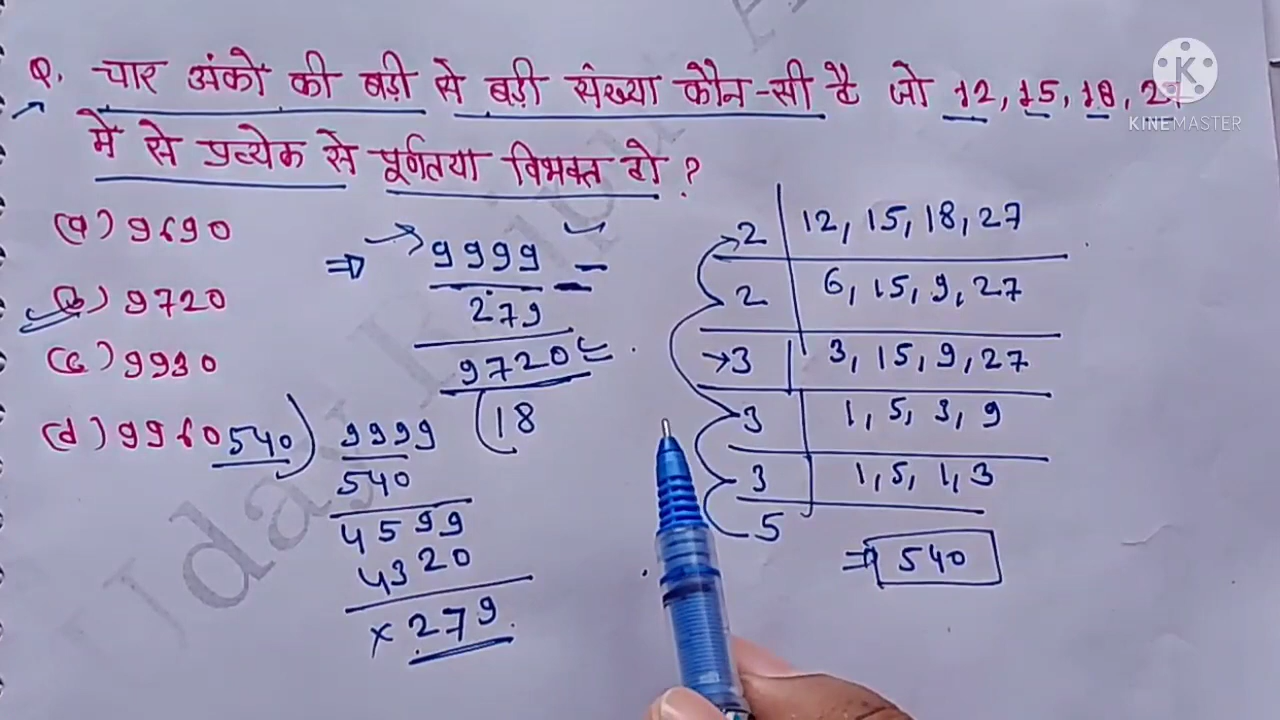 Q. चार अंको की बड़ी से बड़ी संख्या कौन-सी है जो 12, 15, 18, 27
में से प्रत्येक से पूर्णतया विभक्त हो ?
(a) 9690
(b) 9720
(c) 9930
(d) 9960
⇒ → 9999 -
279
9720
540) 9999 (18
540
4599
4320
× 279
2 | 12, 15, 18, 27
2 | 6, 15, 9, 27
→3 | 3, 15, 9, 27
3 | 1, 5, 3, 9
3 | 1, 5, 1, 3
5
⇒ 540
K
KINEMASTER